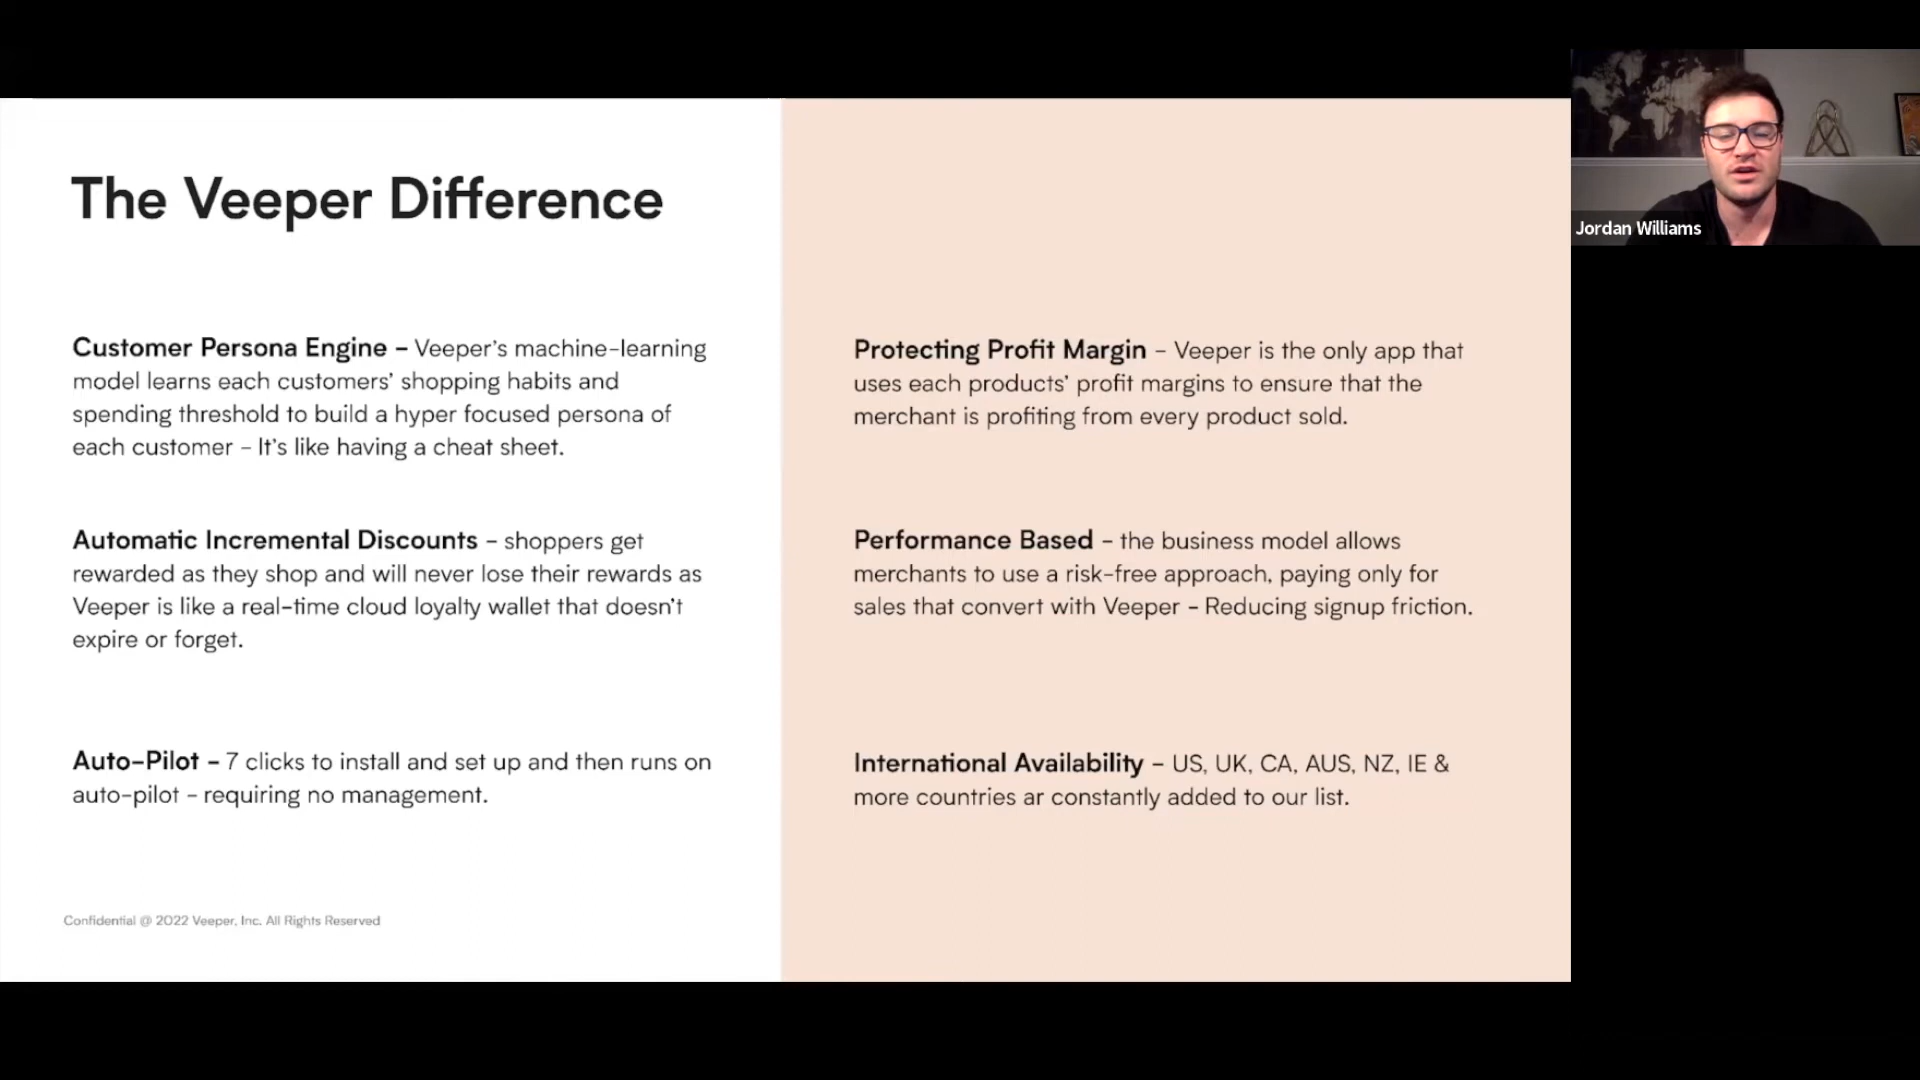 The Veeper Difference
Customer Persona Engine – Veeper's machine-learning
model learns each customers' shopping habits and
spending threshold to build a hyper focused persona of
each customer – It's like having a cheat sheet.
Automatic Incremental Discounts – shoppers get
rewarded as they shop and will never lose their rewards as
Veeper is like a real-time cloud loyalty wallet that doesn't
expire or forget.
Auto-Pilot – 7 clicks to install and set up and then runs on
auto-pilot – requiring no management.
Confidential @ 2022 Veeper, Inc. All Rights Reserved
Protecting Profit Margin – Veeper is the only app that
uses each products' profit margins to ensure that the
merchant is profiting from every product sold.
Performance Based – the business model allows
merchants to use a risk-free approach, paying only for
sales that convert with Veeper – Reducing signup friction.
International Availability – US, UK, CA, AUS, NZ, IE &
more countries ar constantly added to our list.
Jordan Williams